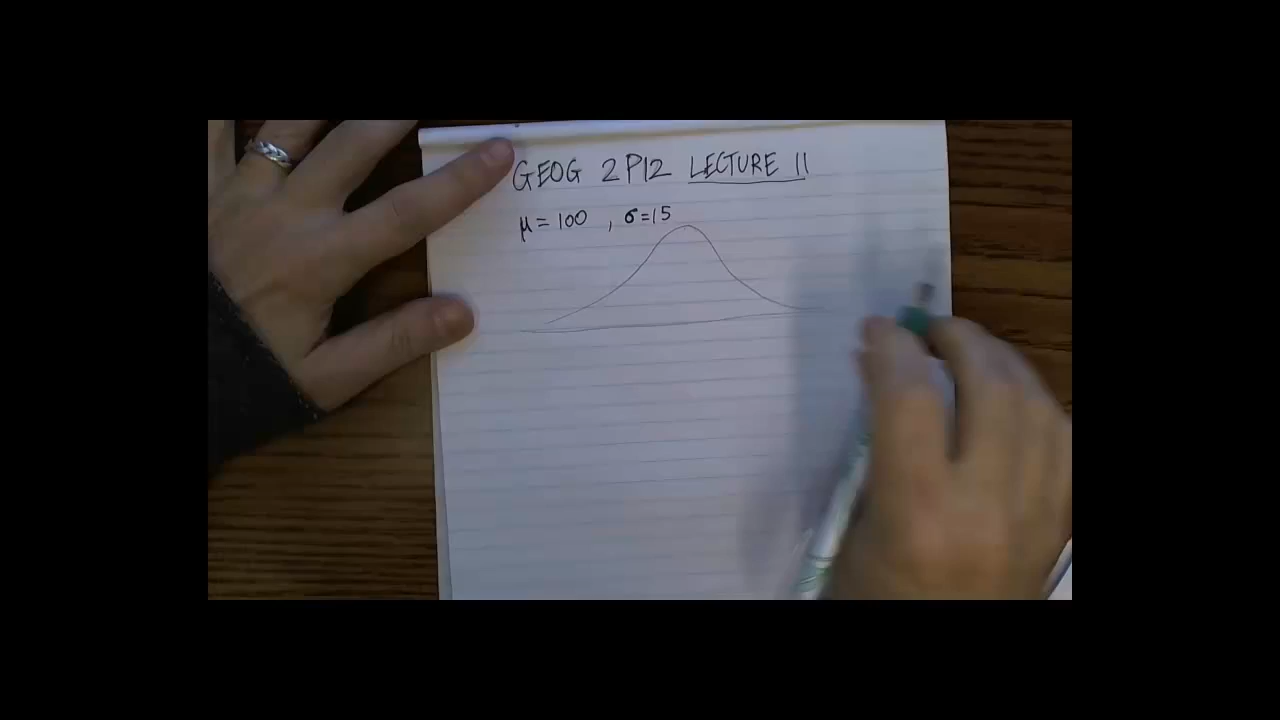 GEOG 2P12 LECTURE 11
μ = 100 , σ = 15